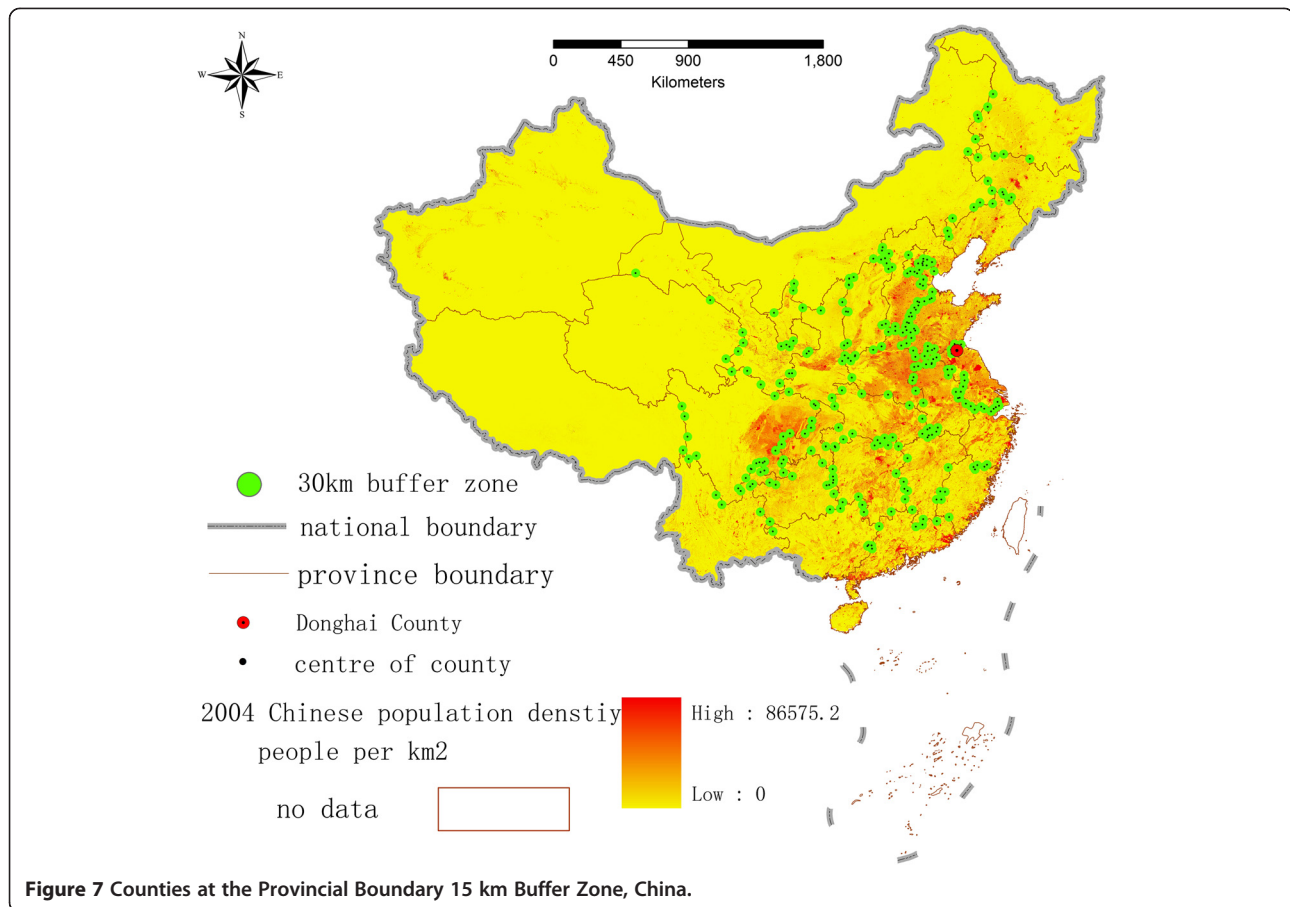 N
W
E
S
0 450 900 1,800
Kilometers
30km buffer zone
national boundary
province boundary
Donghai County
centre of county
2004 Chinese population denstiy
people per km2
High : 86575.2
Low : 0
no data
Figure 7 Counties at the Provincial Boundary 15 km Buffer Zone, China.